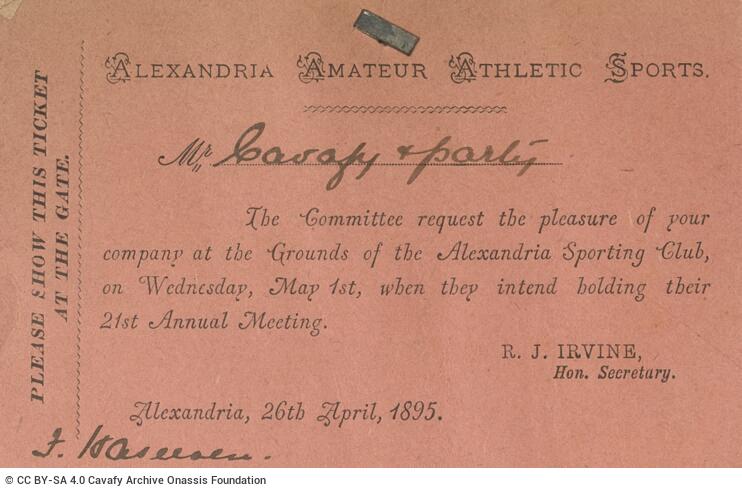 PLEASE SHOW THIS TICKET
AT THE GATE.
ALEXANDRIA AMATEUR ATHLETIC SPORTS.
Mr Cavafy & party
The Committee request the pleasure of your
company at the Grounds of the Alexandria Sporting Club,
on Wednesday, May 1st, when they intend holding their
21st Annual Meeting.
R. J. IRVINE,
Hon. Secretary.
Alexandria, 26th April, 1895.
© CC BY-SA 4.0 Cavafy Archive Onassis Foundation